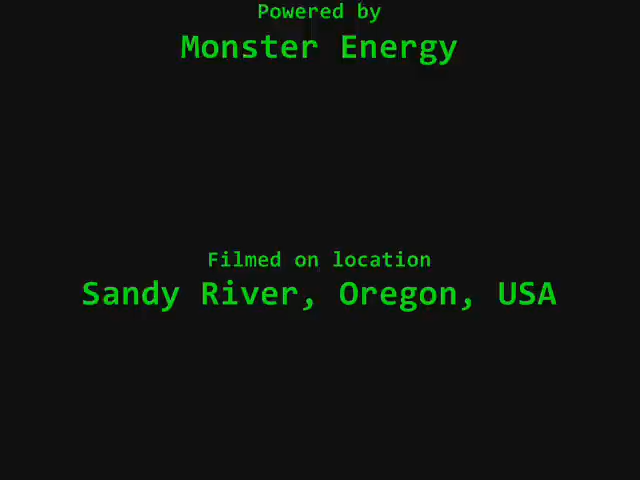 Powered by
Monster Energy
Filmed on location
Sandy River, Oregon, USA